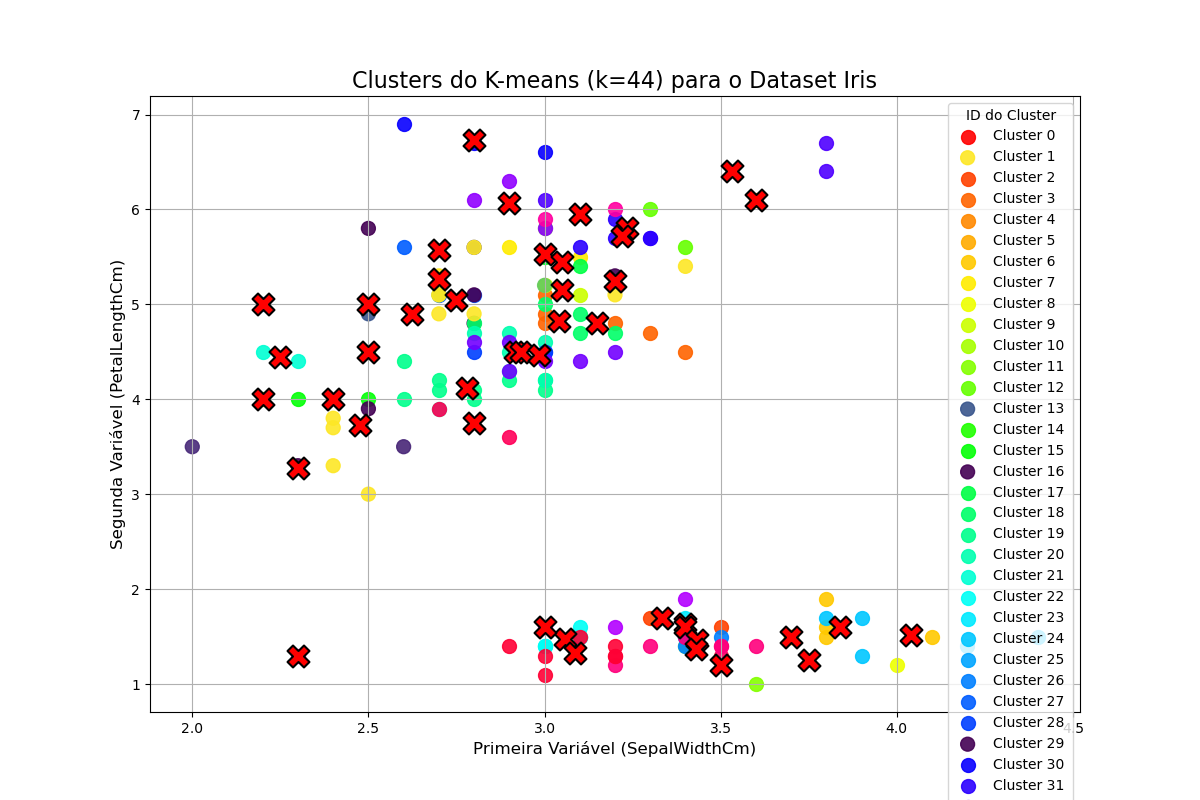 Clusters do K-means (k=44) para o Dataset Iris
7
6
5
4
3
2
1
Segunda Variável (PetalLengthCm)
2.0
2.5
3.0
3.5
4.0
4.5
Primeira Variável (SepalWidthCm)
ID do Cluster
Cluster 0
Cluster 1
Cluster 2
Cluster 3
Cluster 4
Cluster 5
Cluster 6
Cluster 7
Cluster 8
Cluster 9
Cluster 10
Cluster 11
Cluster 12
Cluster 13
Cluster 14
Cluster 15
Cluster 16
Cluster 17
Cluster 18
Cluster 19
Cluster 20
Cluster 21
Cluster 22
Cluster 23
Cluster 24
Cluster 25
Cluster 26
Cluster 27
Cluster 28
Cluster 29
Cluster 30
Cluster 31